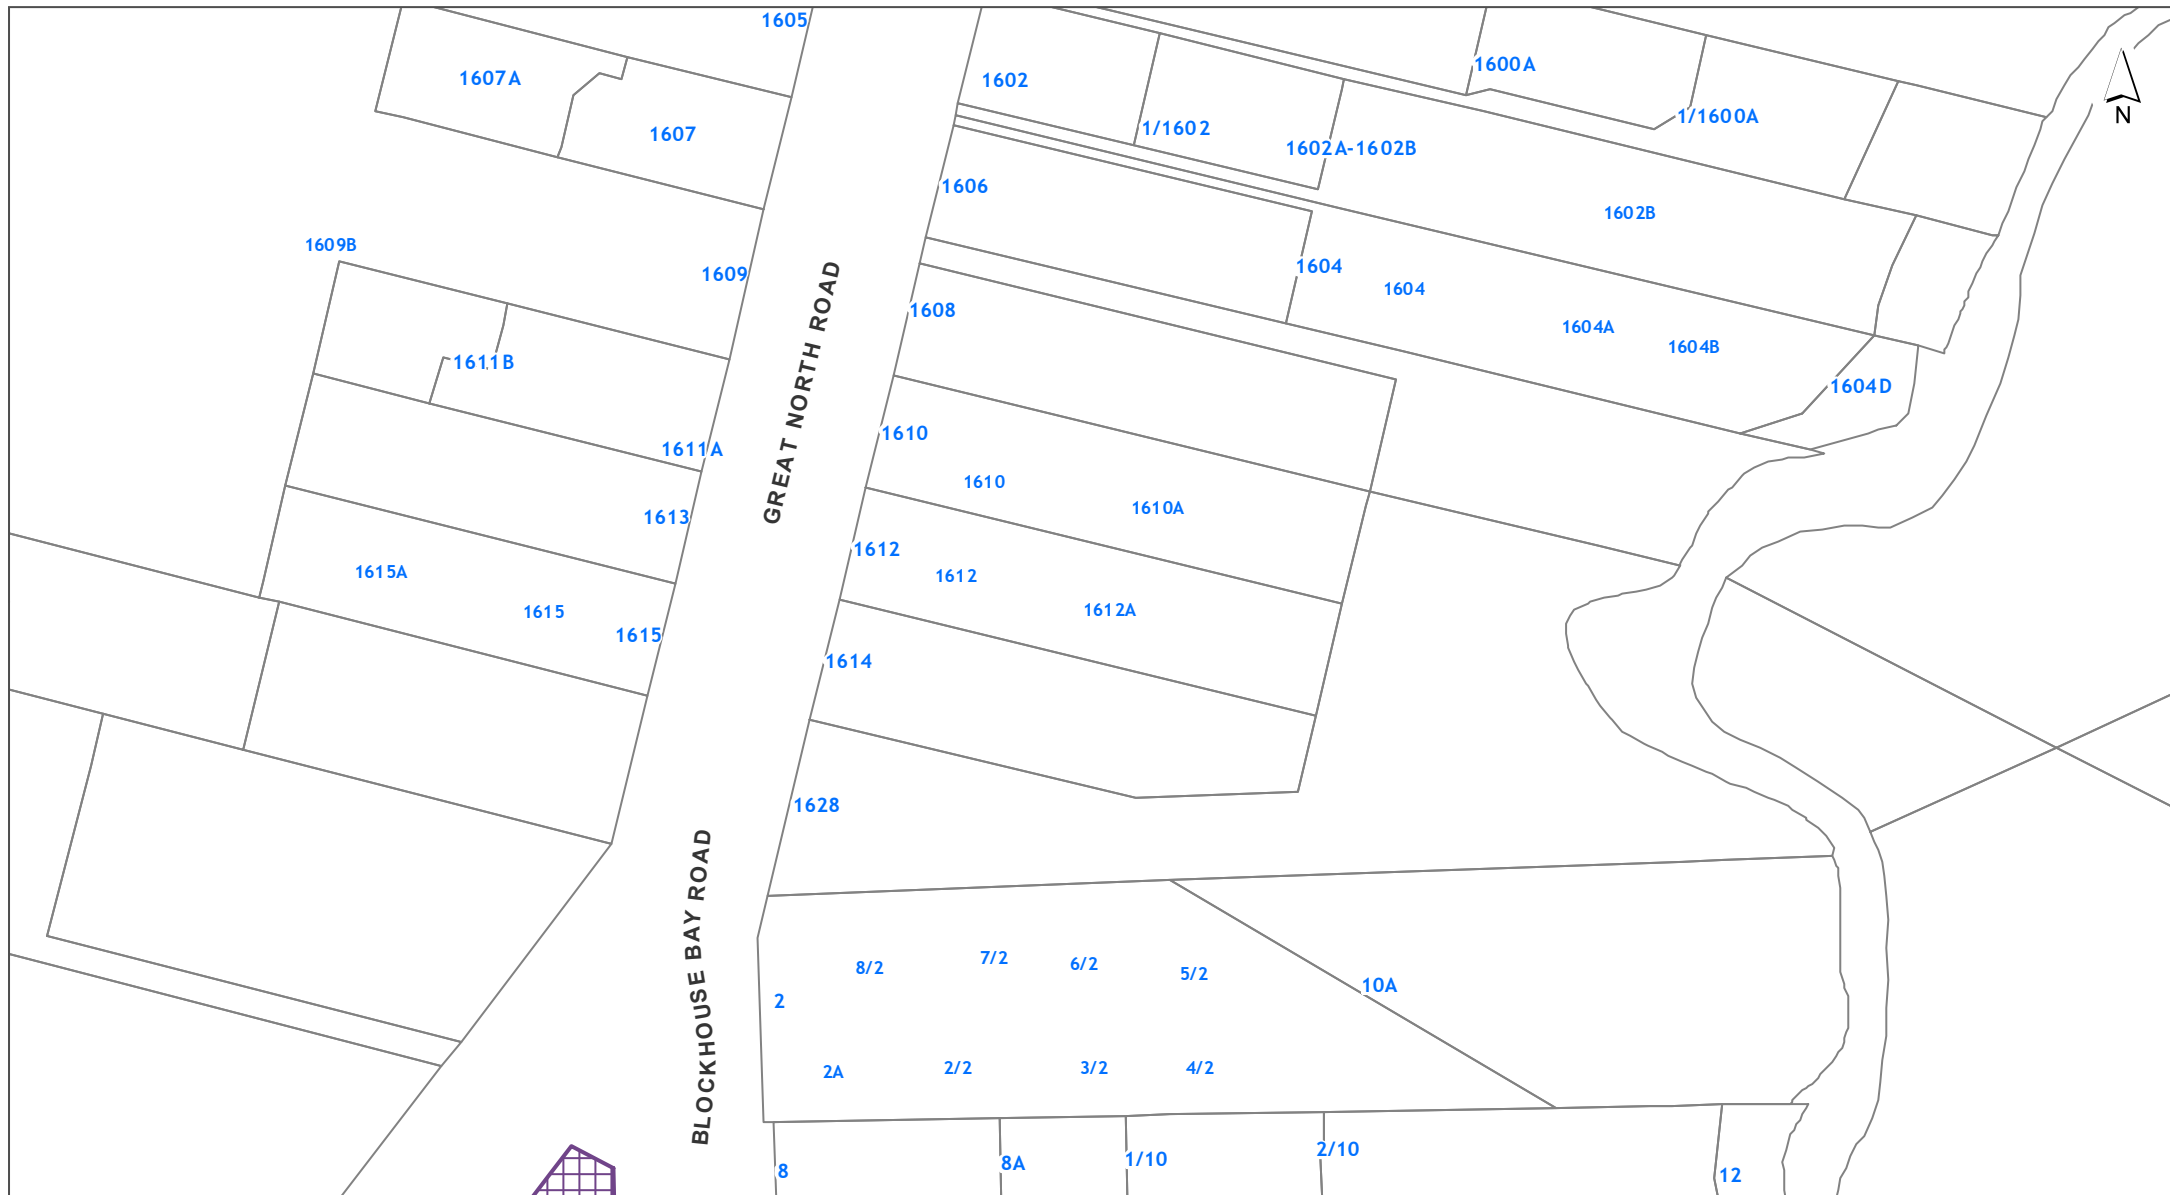 1605
1607A
1602
1600A
N
1607
1/1602
1/1600A
1602A-1602B
1606
1602B
1609B
1609
1604
1604
1608
1604A
1604B
1611B
1604D
GREAT NORTH ROAD
1611A
1610
1610
1610A
1613
1612
1612
1615A
1615
1615
1612A
1614
1628
BLOCKHOUSE BAY ROAD
8/2
7/2
6/2
5/2
2
10A
2A
2/2
3/2
4/2
8
8A
1/10
2/10
12